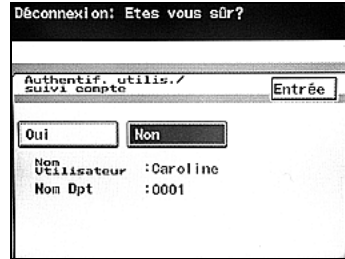 Déconnexion: Etes vous sûr?
Authentif. utilis./
suivi compte
Entrée
Oui
Non
Nom
Utilisateur :Caroline
Nom Dpt :0001